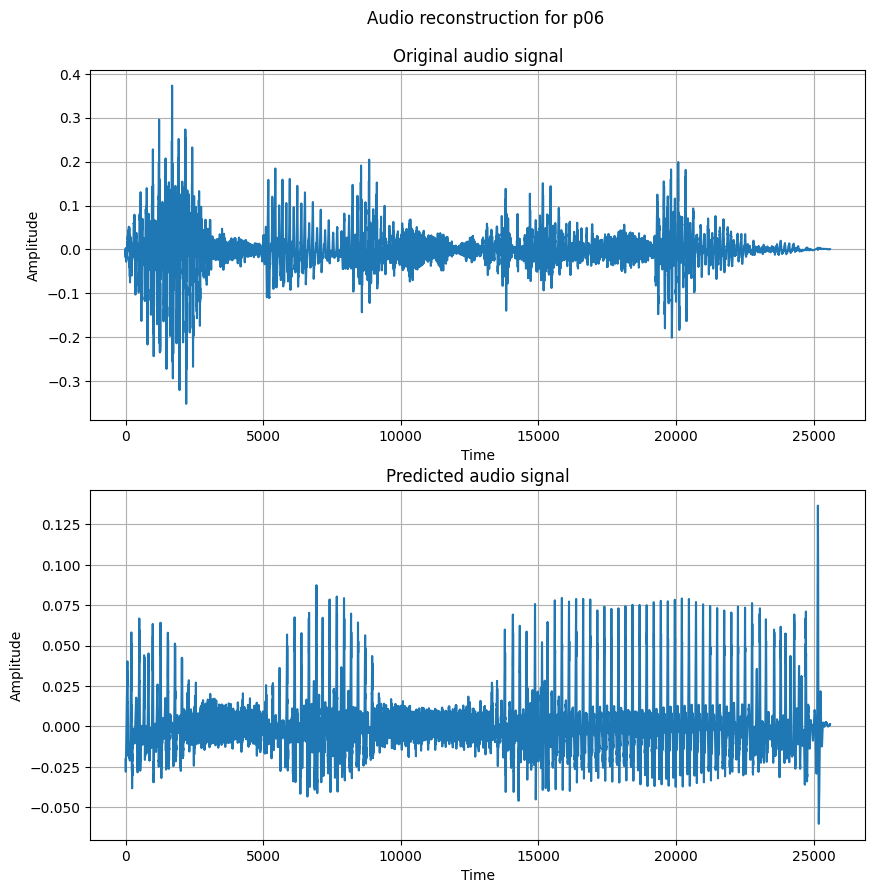 Audio reconstruction for p06
Original audio signal
0.4
0.3
0.2
0.1
0.0
−0.1
−0.2
−0.3
Amplitude
0 5000 10000 15000 20000 25000
Time
Predicted audio signal
0.125
0.100
0.075
0.050
0.025
0.000
−0.025
−0.050
Amplitude
0 5000 10000 15000 20000 25000
Time